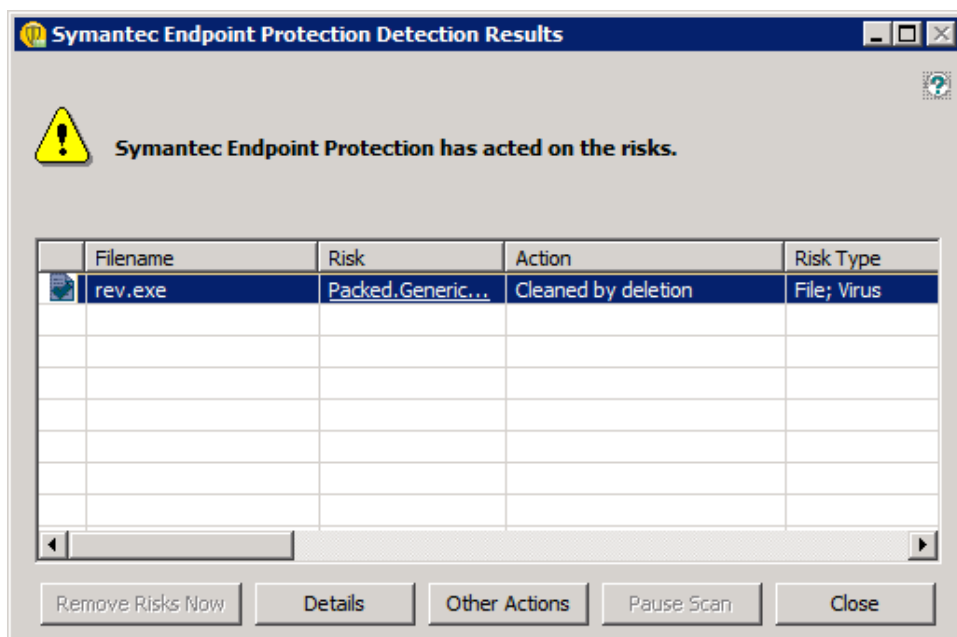 Symantec Endpoint Protection Detection Results
?
Symantec Endpoint Protection has acted on the risks.
Filename Risk Action Risk Type
rev.exe Packed.Generic... Cleaned by deletion File; Virus
Remove Risks Now Details Other Actions Pause Scan Close